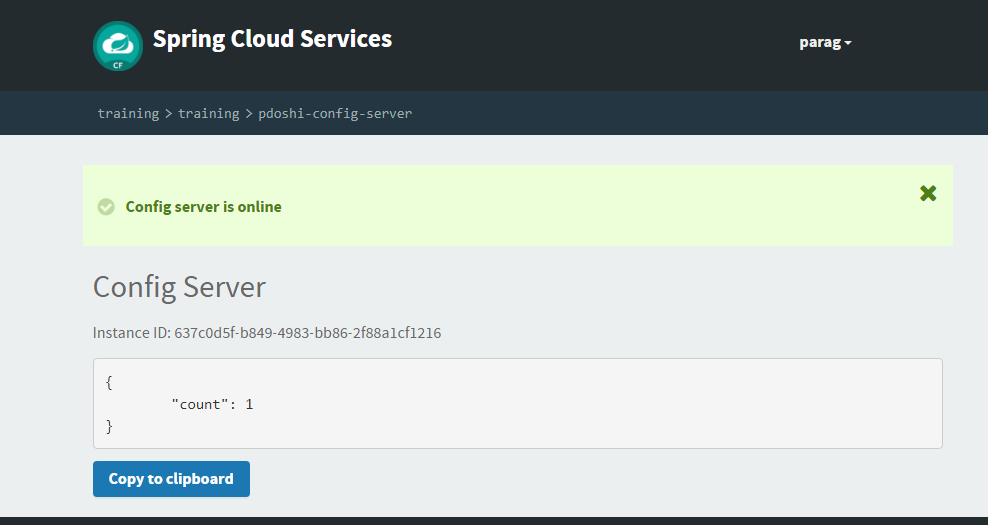 CF
Spring Cloud Services
parag
training > training > pdoshi-config-server
Config server is online
Config Server
Instance ID: 637c0d5f-b849-4983-bb86-2f88a1cf1216
{
"count": 1
}
Copy to clipboard